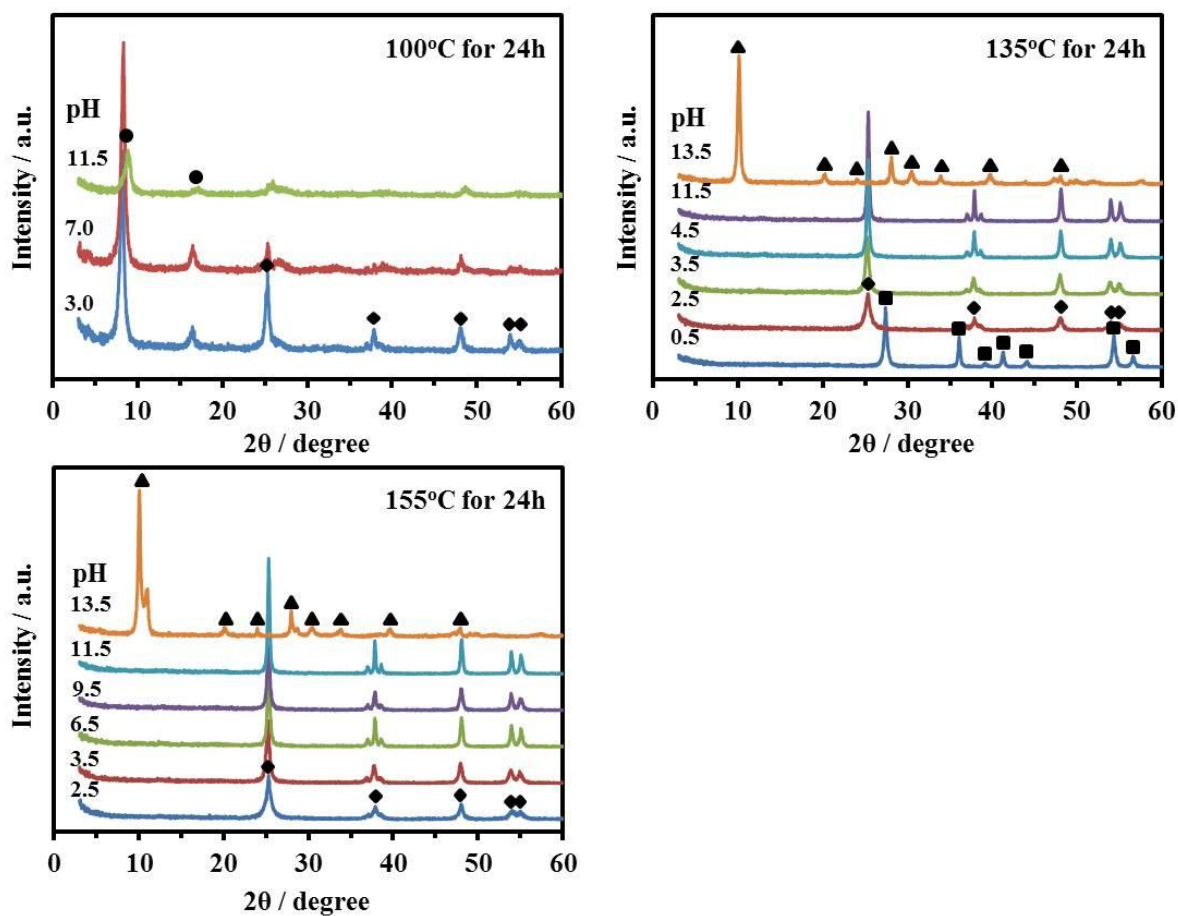 100°C for 24h
pH
11.5
7.0
3.0
Intensity / a.u.
0 10 20 30 40 50 60
2θ / degree
135°C for 24h
pH
13.5
11.5
4.5
3.5
2.5
0.5
Intensity / a.u.
0 10 20 30 40 50 60
2θ / degree
155°C for 24h
pH
13.5
11.5
9.5
6.5
3.5
2.5
Intensity / a.u.
0 10 20 30 40 50 60
2θ / degree